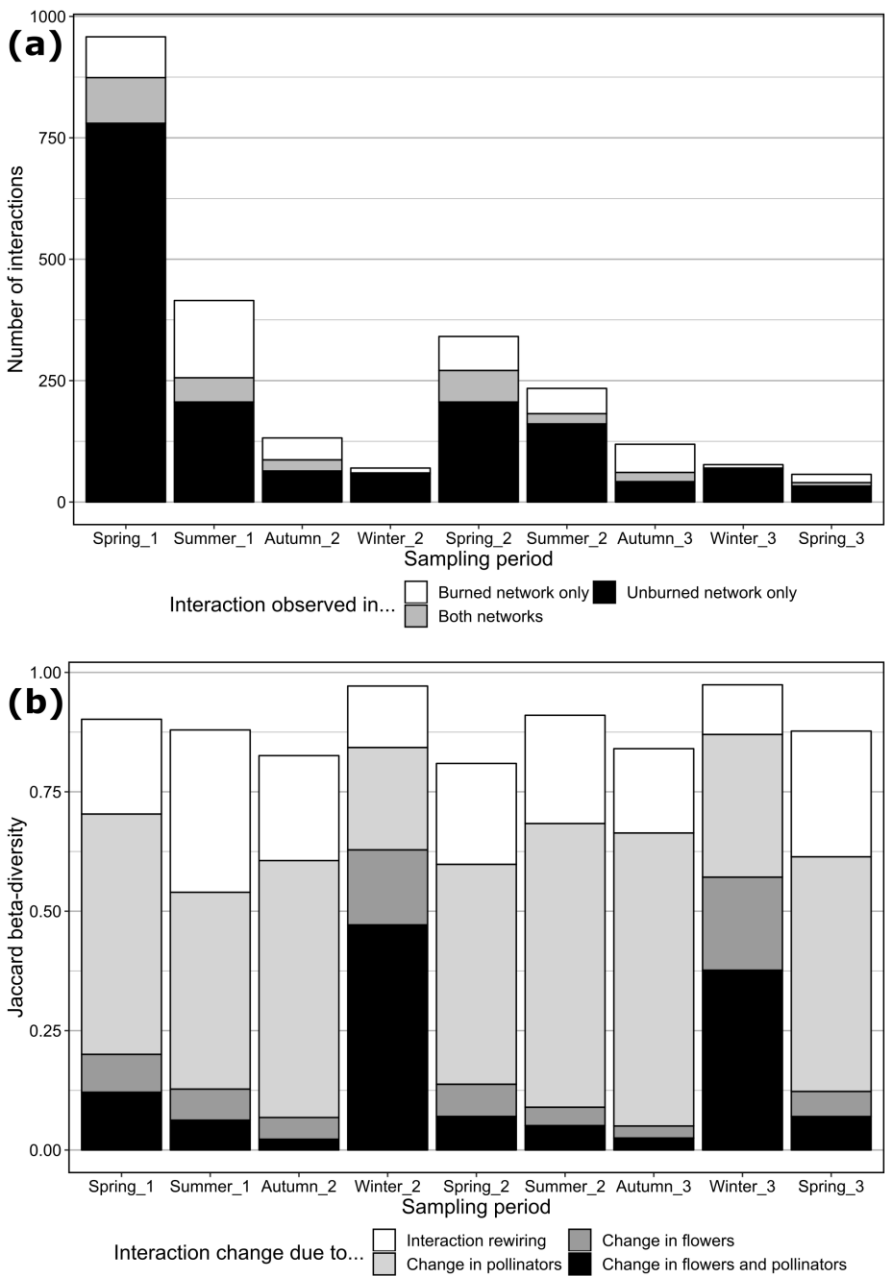 (a)
Number of interactions
1000
750
500
250
0
Spring_1 Summer_1 Autumn_2 Winter_2 Spring_2 Summer_2 Autumn_3 Winter_3 Spring_3
Sampling period
Interaction observed in... Burned network only Unburned network only
Both networks
(b)
Jaccard beta-diversity
1.00
0.75
0.50
0.25
0.00
Spring_1 Summer_1 Autumn_2 Winter_2 Spring_2 Summer_2 Autumn_3 Winter_3 Spring_3
Sampling period
Interaction change due to... Interaction rewiring Change in flowers
Change in pollinators Change in flowers and pollinators